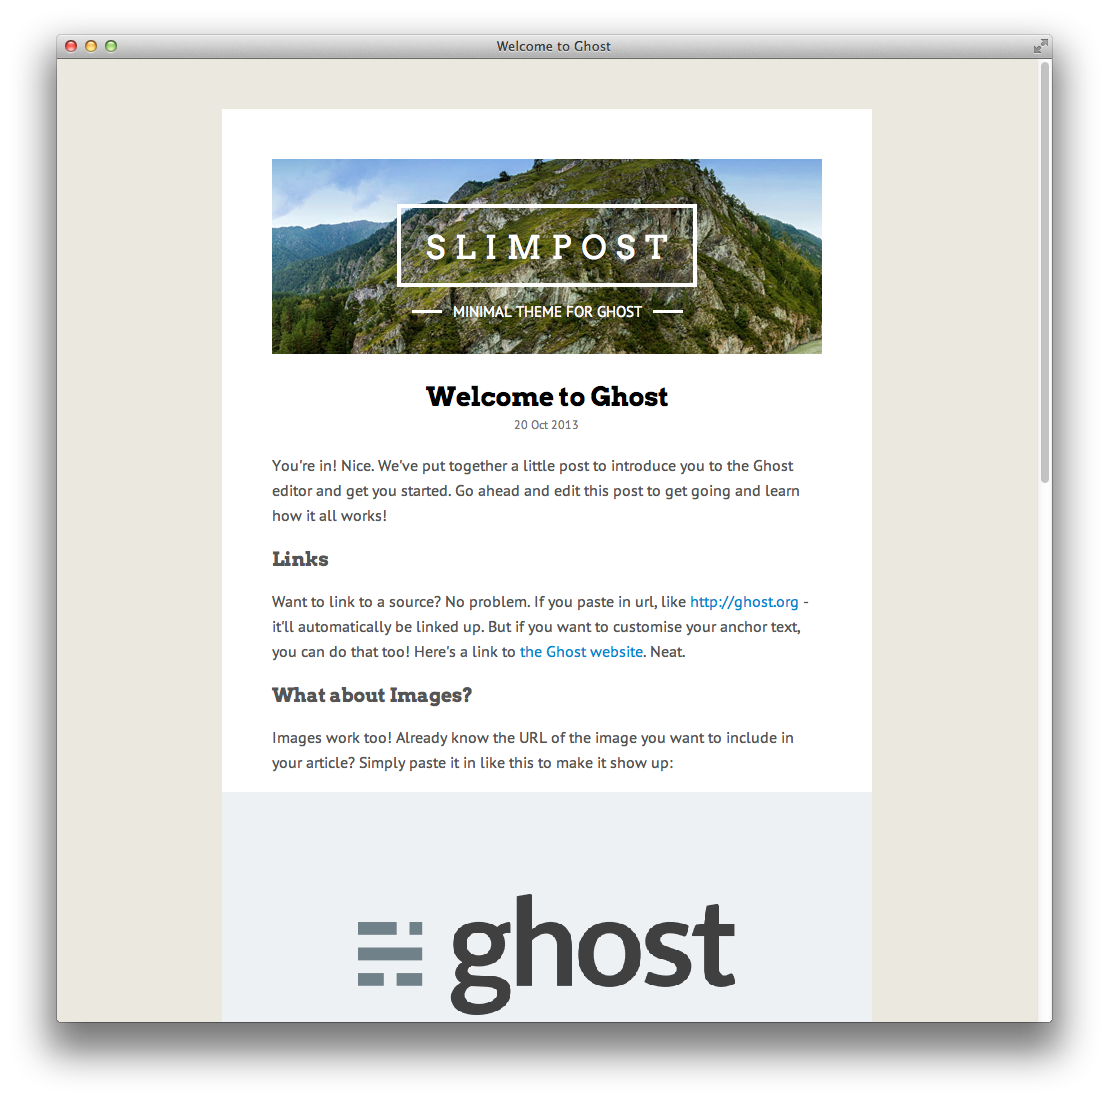 Welcome to Ghost
SLIMPOST
MINIMAL THEME FOR GHOST
Welcome to Ghost
20 Oct 2013
You're in! Nice. We've put together a little post to introduce you to the Ghost
editor and get you started. Go ahead and edit this post to get going and learn
how it all works!
Links
Want to link to a source? No problem. If you paste in url, like http://ghost.org -
it'll automatically be linked up. But if you want to customise your anchor text,
you can do that too! Here's a link to the Ghost website. Neat.
What about Images?
Images work too! Already know the URL of the image you want to include in
your article? Simply paste it in like this to make it show up:
ghost